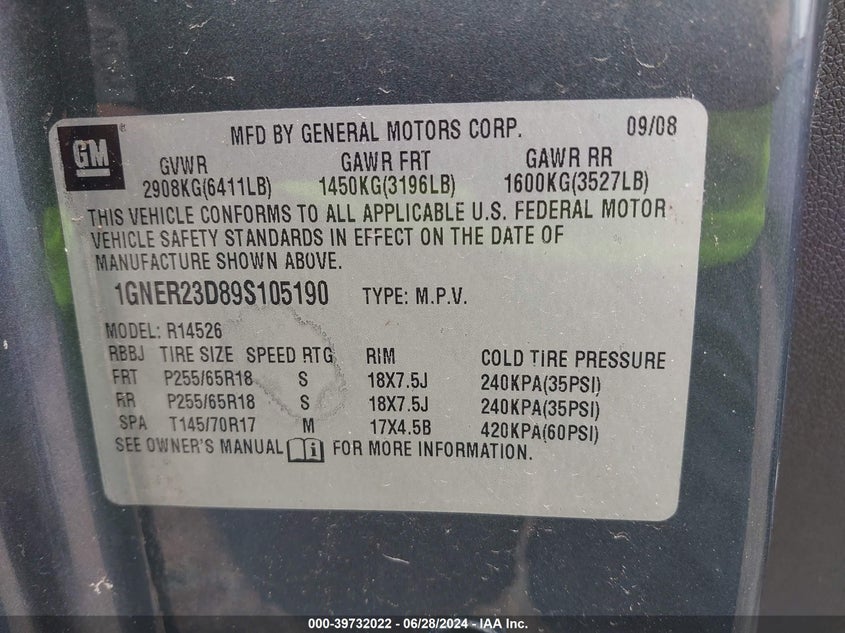 GM
MFD BY GENERAL MOTORS CORP. 09/08
GVWR GAWR FRT GAWR RR
2908KG(6411LB) 1450KG(3196LB) 1600KG(3527LB)
THIS VEHICLE CONFORMS TO ALL APPLICABLE U.S. FEDERAL MOTOR
VEHICLE SAFETY STANDARDS IN EFFECT ON THE DATE OF
MANUFACTURE SHOWN ABOVE.
1GNER23D89S105190 TYPE: M.P.V.
MODEL: R14526
RBBJ TIRE SIZE SPEED RTG RIM COLD TIRE PRESSURE
FRT P255/65R18 S 18X7.5J 240KPA(35PSI)
RR P255/65R18 S 18X7.5J 240KPA(35PSI)
SPA T145/70R17 M 17X4.5B 420KPA(60PSI)
SEE OWNER'S MANUAL i FOR MORE INFORMATION.
000-39732022 - 06/28/2024 - IAA Inc.